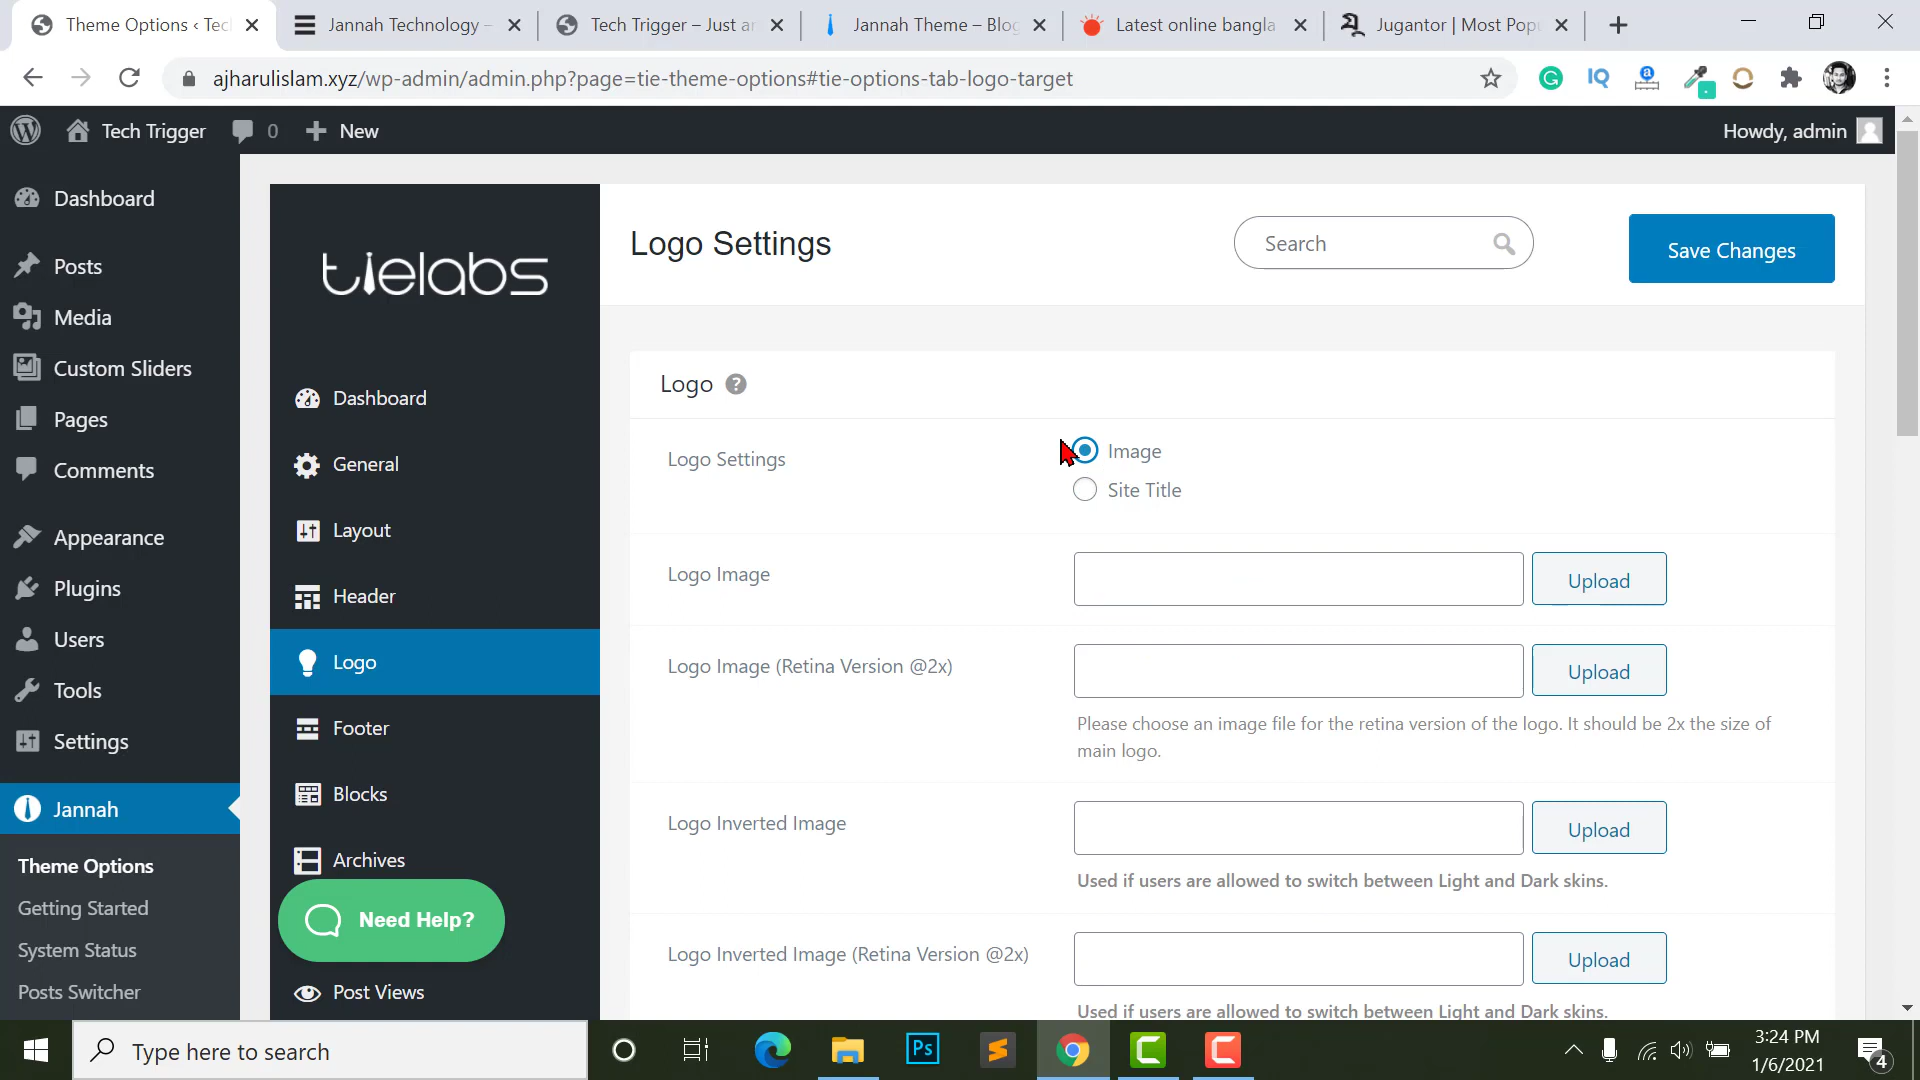 Theme Options ‹ Tec
Jannah Technology –
Tech Trigger – Just an
Jannah Theme – Blog
Latest online bangla
Jugantor | Most Popu
ajharulislam.xyz/wp-admin/admin.php?page=tie-theme-options#tie-options-tab-logo-target
Tech Trigger
0
New
Howdy, admin
Dashboard
Posts
Media
Custom Sliders
Pages
Comments
Appearance
Plugins
Users
Tools
Settings
Jannah
Theme Options
Getting Started
System Status
Posts Switcher
tielabs
Dashboard
General
Layout
Header
Logo
Footer
Blocks
Archives
Need Help?
Post Views
Logo Settings
Search
Save Changes
Logo ?
Logo Settings
Image
Site Title
Logo Image
Upload
Logo Image (Retina Version @2x)
Upload
Please choose an image file for the retina version of the logo. It should be 2x the size of
main logo.
Logo Inverted Image
Upload
Used if users are allowed to switch between Light and Dark skins.
Logo Inverted Image (Retina Version @2x)
Upload
Used if users are allowed to switch between Light and Dark skins.
Type here to search
Ps
3:24 PM
1/6/2021
4